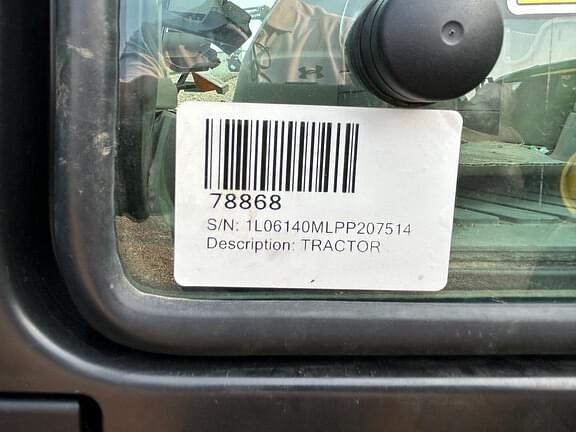 78868
S/N: 1L06140MLPP207514
Description: TRACTOR